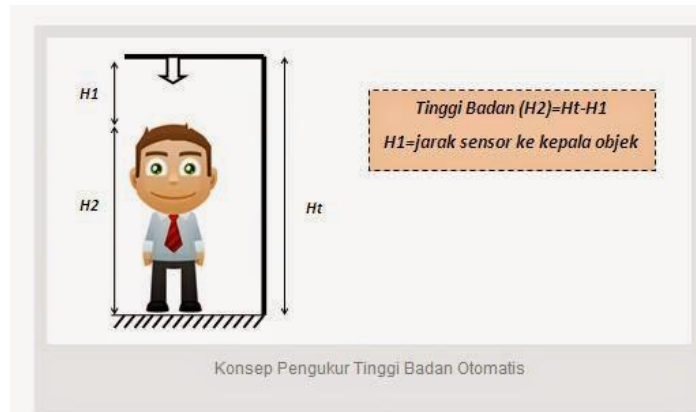 H1
Tinggi Badan (H2)=Ht-H1
H1=jarak sensor ke kepala objek
H2
Ht
Konsep Pengukur Tinggi Badan Otomatis